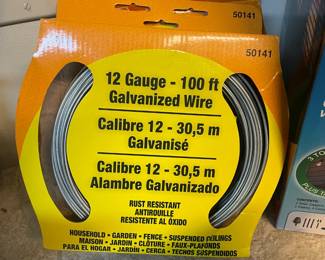 50141
50141
12 Gauge - 100 ft
Galvanized Wire
Calibre 12 - 30,5 m
Galvanisé
Calibre 12 - 30,5 m
Alambre Galvanizado
RUST RESISTANT
ANTIROUILLE
RESISTENTE AL ÓXIDO
HOUSEHOLD - GARDEN - FENCE - SUSPENDED CEILINGS
MAISON - JARDIN - CLÔTURE - FAUX-PLAFONDS
PARA EL HOGAR - JARDÍN - CERCA - TECHOS SUSPENDIDOS
PLUS